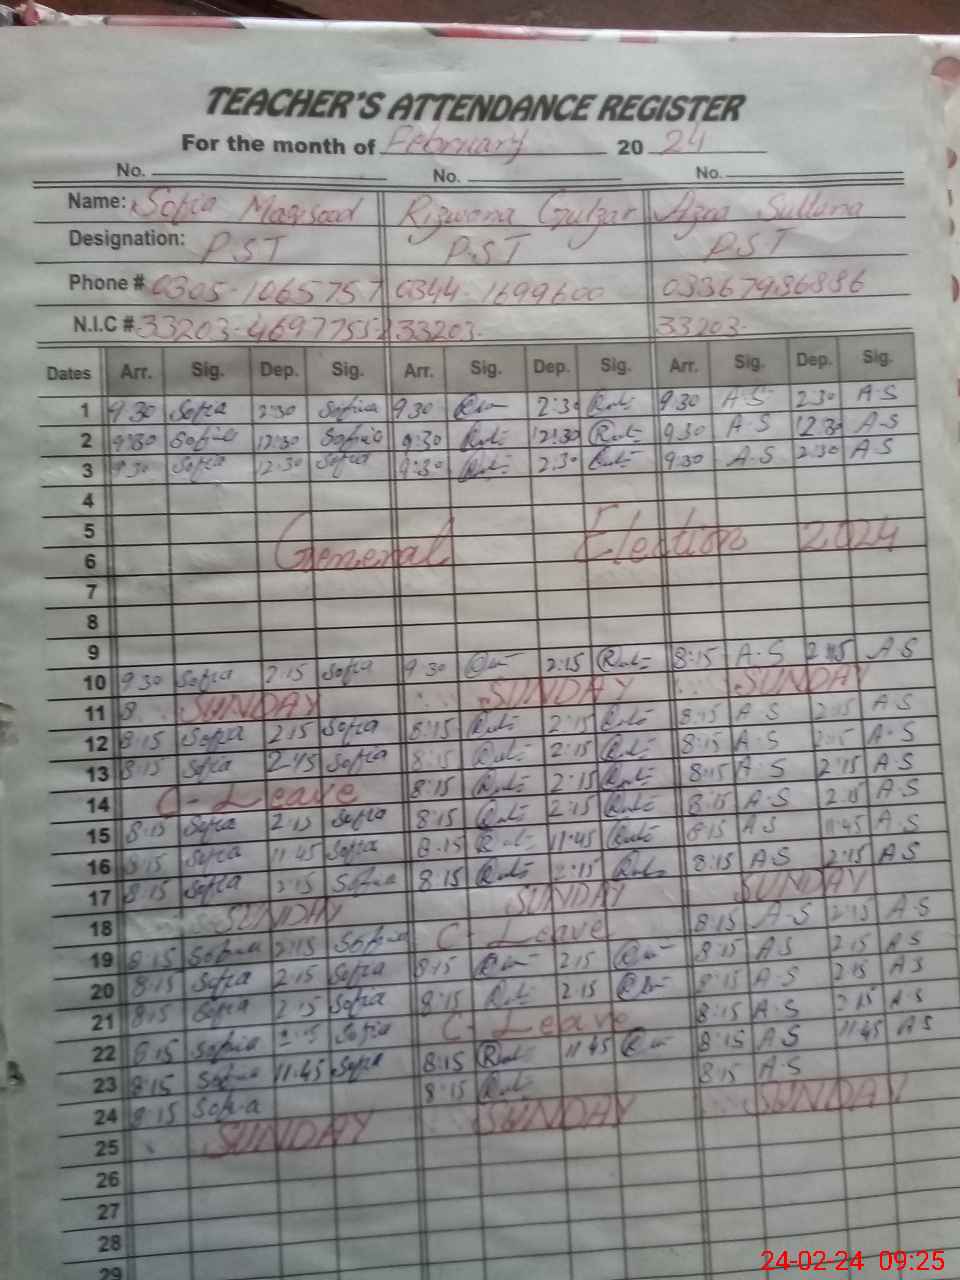 TEACHER'S ATTENDANCE REGISTER
For the month of February 20 24
No. No. No.
Name: Sofia Maqsood Rizwana Gulzar Azra Sultana
Designation: P.ST P.ST P.ST
Phone # 0305-1065757 0344-1699600 03367986886
N.I.C # 33203-4697755-2 33203- 33203-
Dates Arr. Sig. Dep. Sig. Arr. Sig. Dep. Sig. Arr. Sig. Dep. Sig.
1 9:30 Sofia 2:30 Sofia 9 30 2:30 9 30 A-S 2:30 A-S
2 9:30 Sofia 12:30 Sofia 9:30 12:30 9 30 A-S 12:30 A-S
3 9:30 Sofia 12:30 Sofia 9:30 2:30 9:30 A-S 2:30 A-S
4
5
General Election 2024
6
7
8
9
10 9 30 Sofia 2:15 Sofia 9:30 2:15 8:15 A-S 2:15 A-S
11 SUNDAY SUNDAY SUNDAY
12 8:15 Sofia 2:15 Sofia 8:15 2:15 8:15 A-S 2:15 A-S
13 8:15 Sofia 2:45 Sofia 8:15 2:15 8:15 A-S 2:15 A-S
14 C-Leave 8:15 2:15 8:15 A-S 2:15 A-S
15 8:15 Sofia 2:15 Sofia 8:15 2:15 8:15 A-S 2:15 A-S
16 8:15 Sofia 11:45 Sofia 8:15 11:45 8:15 A-S 11:45 A-S
17 8:15 Sofia 2:15 Sofia 8:15 2:15 8:15 A-S 2:15 A-S
18 SUNDAY SUNDAY SUNDAY
19 8:15 Sofia 2:15 Sofia C-Leave 8:15 A-S 2:15 A-S
20 8:15 Sofia 2:15 Sofia 8:15 2:15 8:15 A-S 2:15 A-S
21 8:15 Sofia 2:15 Sofia 8:15 2:15 8:15 A-S 2:15 A-S
22 8:15 Sofia Sofia C-Leave 8:15 A-S 2:15 A-S
23 8:15 Sofia 11:45 Sofia 8:15 11:45 8:15 A-S 11:45 A-S
24 8:15 Sofia 8:15 8:15 A-S
25 SUNDAY SUNDAY SUNDAY
26
27
28
29
24-02-24 09:25